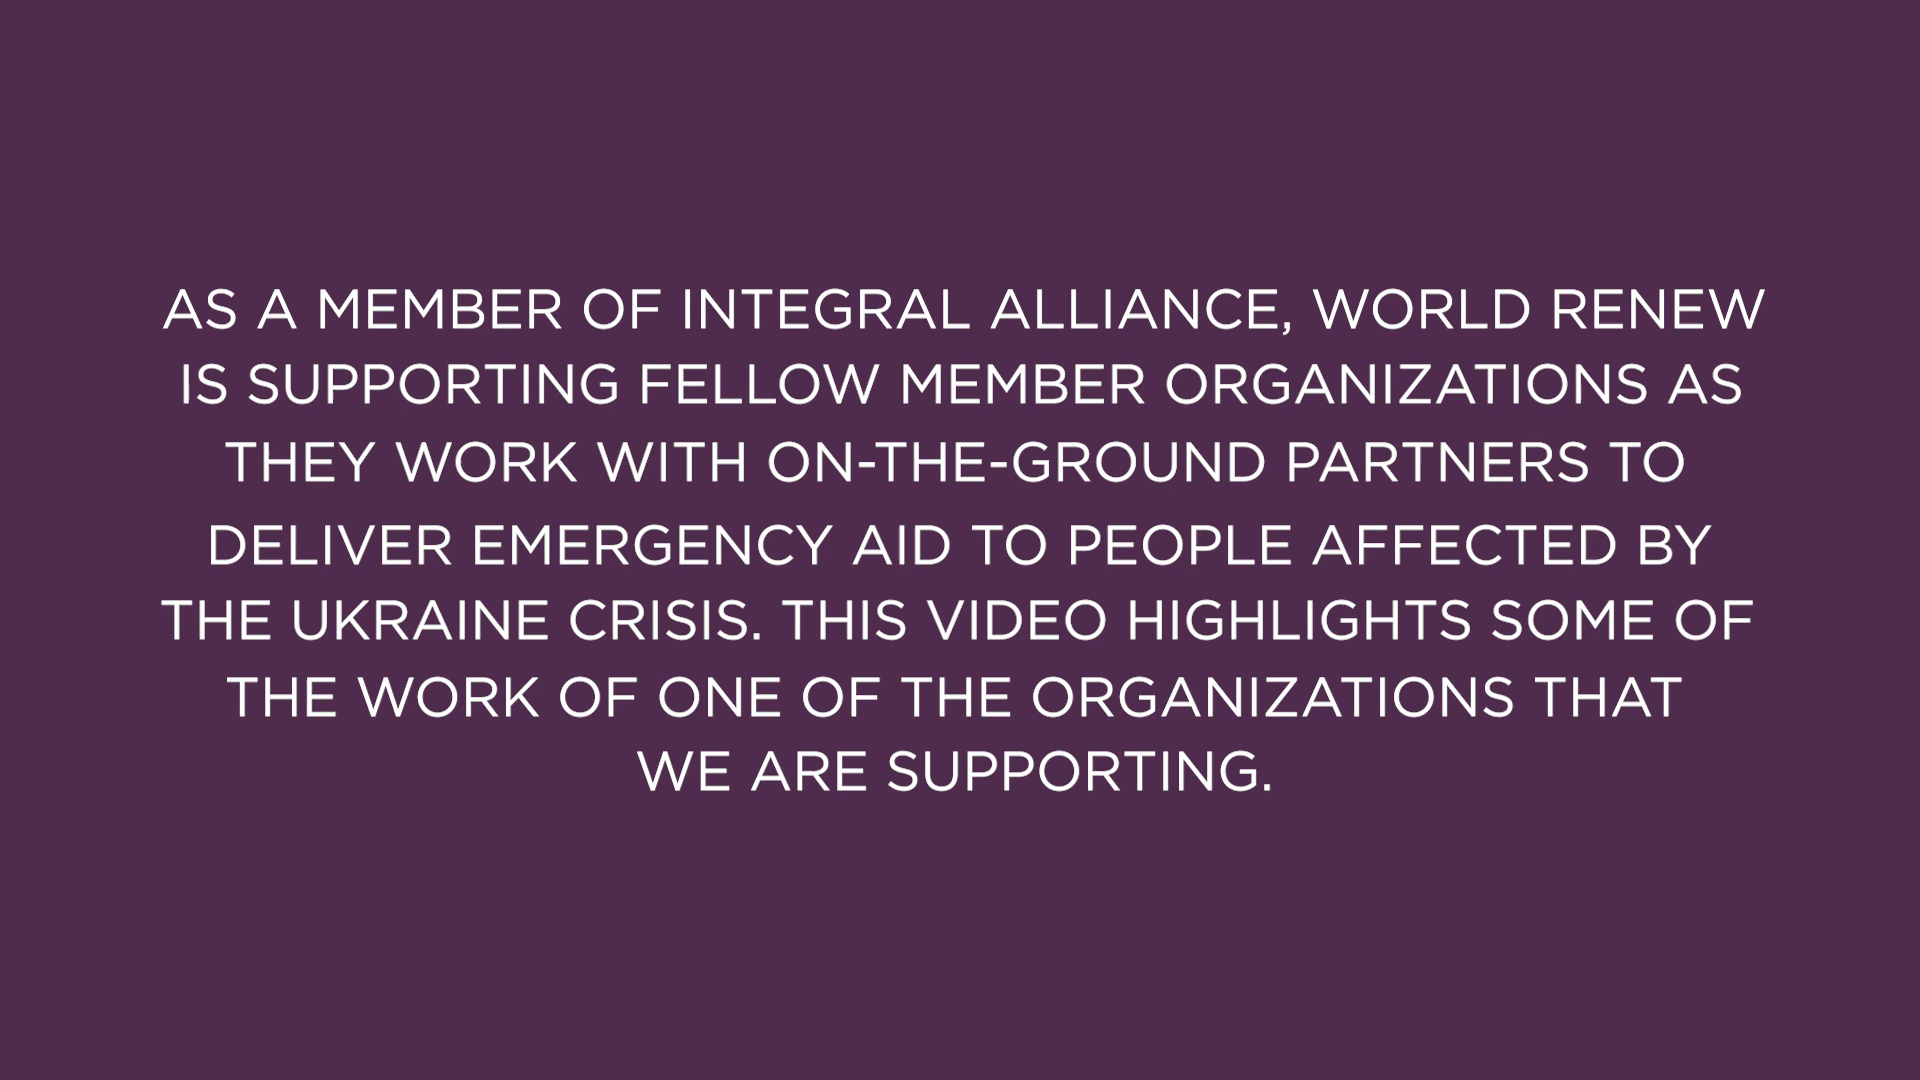 AS A MEMBER OF INTEGRAL ALLIANCE, WORLD RENEW
IS SUPPORTING FELLOW MEMBER ORGANIZATIONS AS
THEY WORK WITH ON-THE-GROUND PARTNERS TO
DELIVER EMERGENCY AID TO PEOPLE AFFECTED BY
THE UKRAINE CRISIS. THIS VIDEO HIGHLIGHTS SOME OF
THE WORK OF ONE OF THE ORGANIZATIONS THAT
WE ARE SUPPORTING.